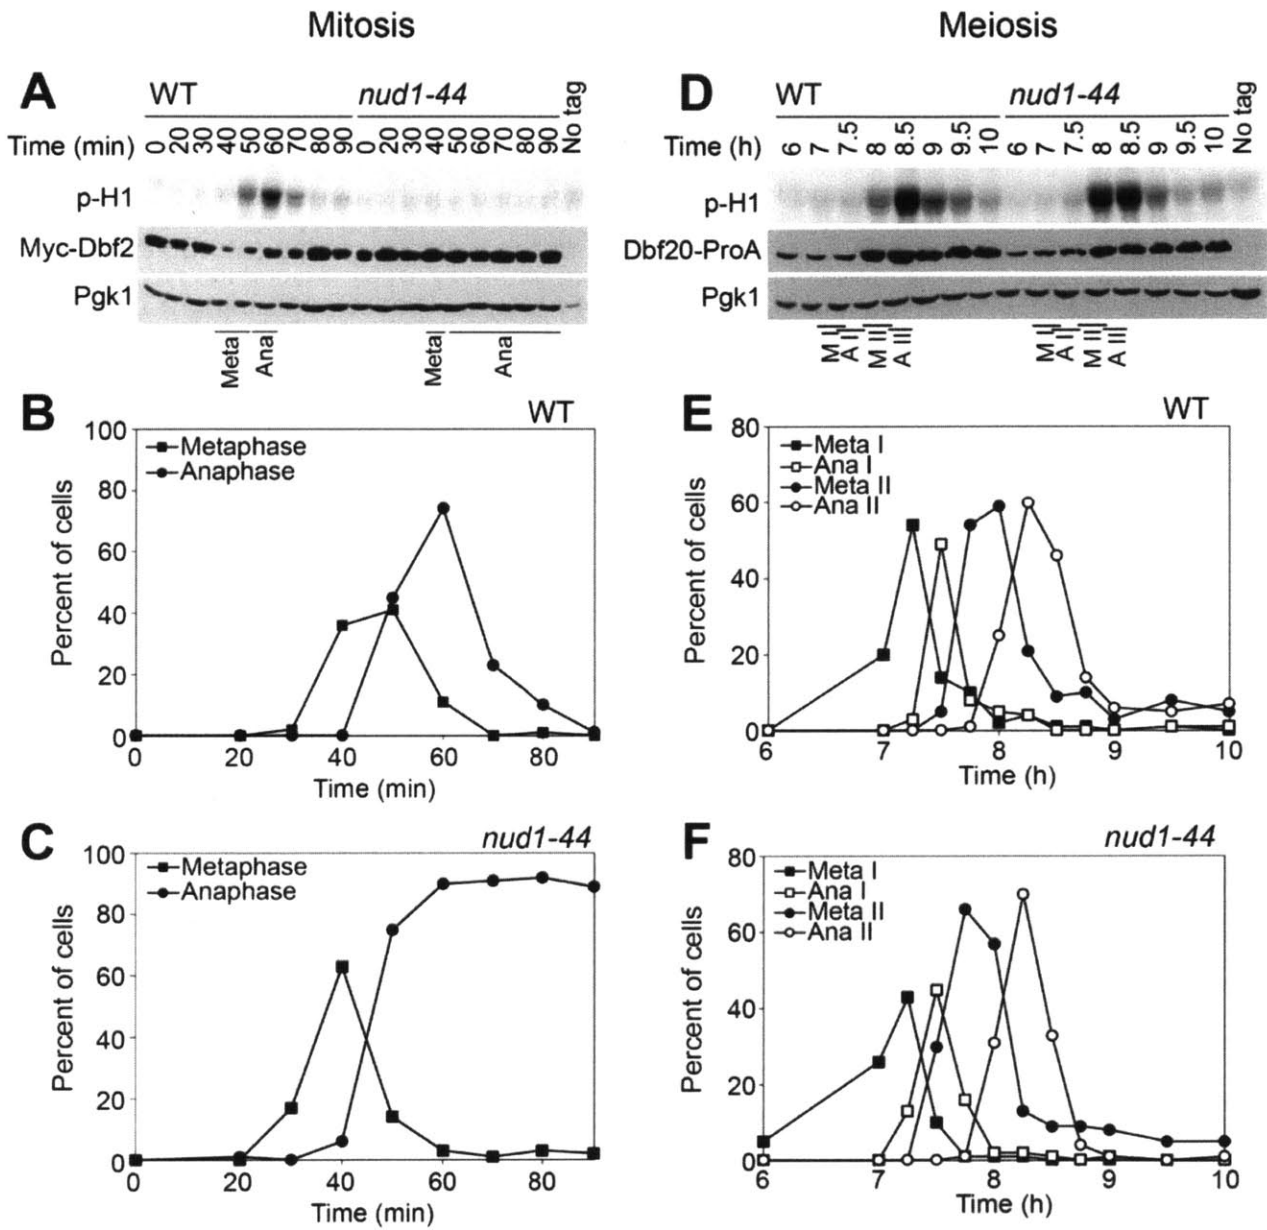 Mitosis
Meiosis
A
WT
nud1-44
No tag
Time (min)
0 20 30 40 50 60 70 80 90 0 20 30 40 50 60 70 80 90
p-H1
Myc-Dbf2
Pgk1
Meta
Ana
Meta
Ana
D
WT
nud1-44
No tag
Time (h)
6 7 7.5 8 8.5 9 9.5 10 6 7 7.5 8 8.5 9 9.5 10
p-H1
Dbf20-ProA
Pgk1
M I
A I
M II
A II
M I
A I
M II
A II
B
WT
Metaphase
Anaphase
Percent of cells
100
80
60
40
20
0
0 20 40 60 80
Time (min)
E
WT
Meta I
Ana I
Meta II
Ana II
Percent of cells
80
60
40
20
0
6 7 8 9 10
Time (h)
C
nud1-44
Metaphase
Anaphase
Percent of cells
100
80
60
40
20
0
0 20 40 60 80
Time (min)
F
nud1-44
Meta I
Ana I
Meta II
Ana II
Percent of cells
80
60
40
20
0
6 7 8 9 10
Time (h)